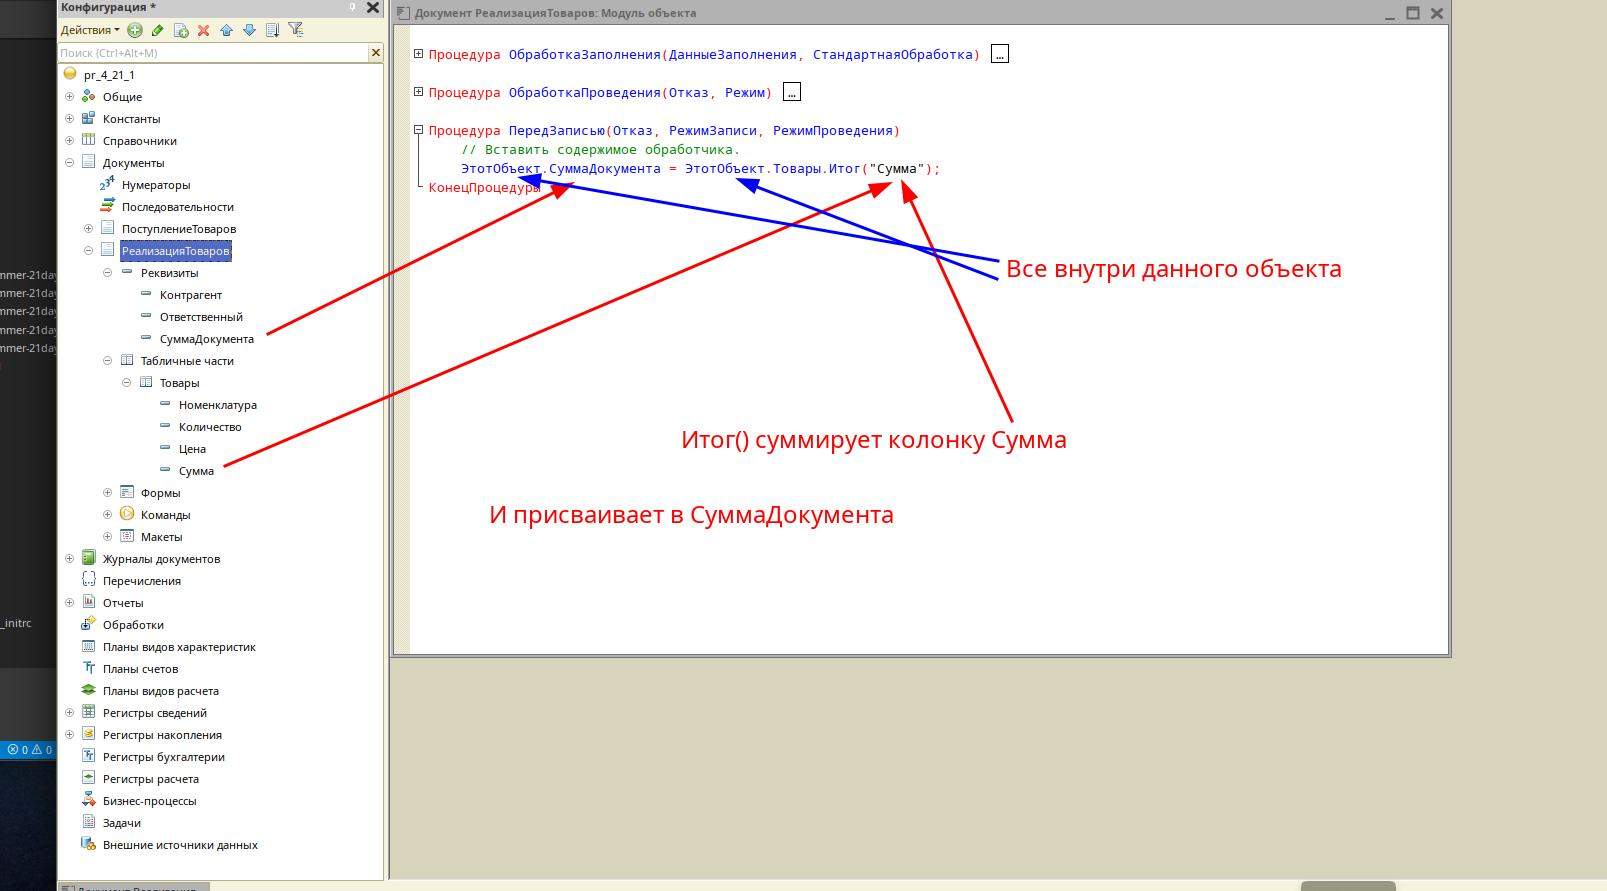 Конфигурация *
Действия
Поиск (Ctrl+Alt+M)
pr_4_21_1
Общие
Константы
Справочники
Документы
Нумераторы
Последовательности
ПоступлениеТоваров
РеализацияТоваров
Реквизиты
Контрагент
Ответственный
СуммаДокумента
Табличные части
Товары
Номенклатура
Количество
Цена
Сумма
Формы
Команды
Макеты
Журналы документов
Перечисления
Отчеты
Обработки
Планы видов характеристик
Планы счетов
Планы видов расчета
Регистры сведений
Регистры накопления
Регистры бухгалтерии
Регистры расчета
Бизнес-процессы
Задачи
Внешние источники данных
mmer-21day
mmer-21day
mmer-21day
mmer-21day
mmer-21day
_initrc
0 0
Документ РеализацияТоваров: Модуль объекта
Процедура ОбработкаЗаполнения(ДанныеЗаполнения, СтандартнаяОбработка) ...
Процедура ОбработкаПроведения(Отказ, Режим) ...
Процедура ПередЗаписью(Отказ, РежимЗаписи, РежимПроведения)
// Вставить содержимое обработчика.
ЭтотОбъект.СуммаДокумента = ЭтотОбъект.Товары.Итог("Сумма");
КонецПроцедуры
Все внутри данного объекта
Итог() суммирует колонку Сумма
И присваивает в СуммаДокумента